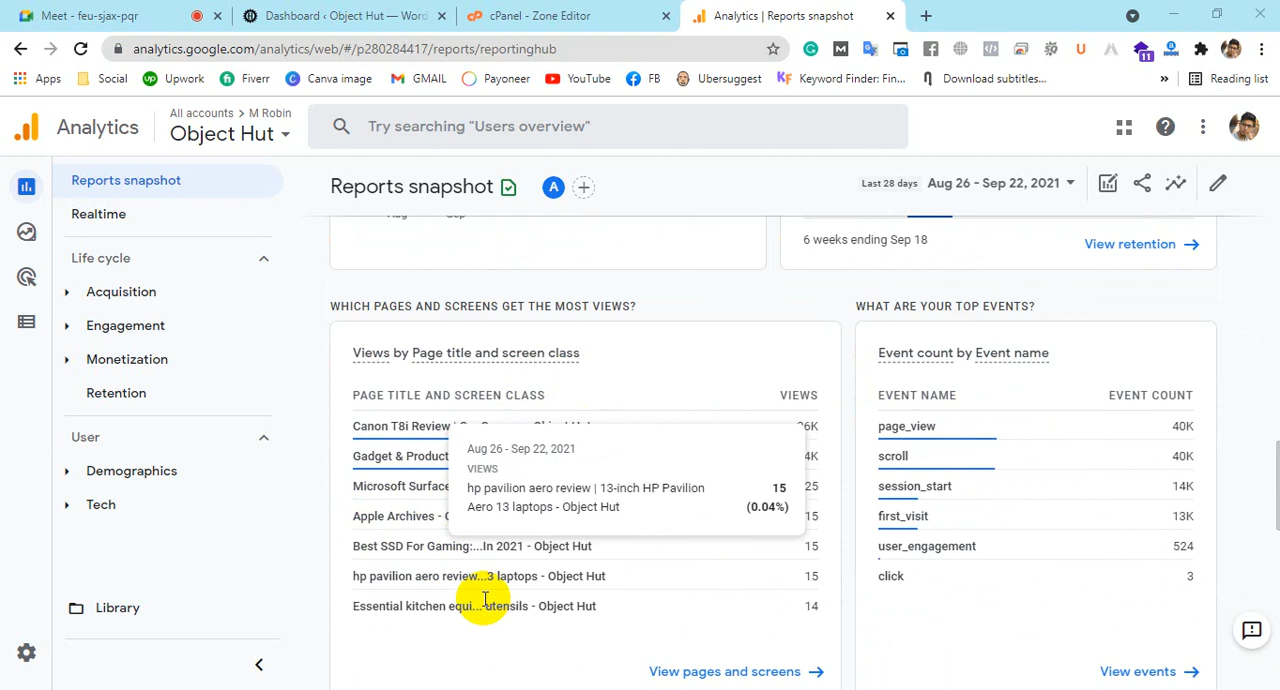 Meet - feu-sjax-pqr
Dashboard ‹ Object Hut — Word
cPanel - Zone Editor
Analytics | Reports snapshot
analytics.google.com/analytics/web/#/p280284417/reports/reportinghub
11
Apps
Social
Upwork
Fiverr
Canva image
GMAIL
Payoneer
YouTube
FB
Ubersuggest
Keyword Finder: Fin...
Download subtitles...
»
Reading list
Analytics
All accounts > M Robin
Object Hut
Try searching "Users overview"
Reports snapshot
Realtime
Life cycle
Acquisition
Engagement
Monetization
Retention
User
Demographics
Tech
Library
Reports snapshot
A
Last 28 days
Aug 26 - Sep 22, 2021
6 weeks ending Sep 18
View retention
WHICH PAGES AND SCREENS GET THE MOST VIEWS?
Views by Page title and screen class
PAGE TITLE AND SCREEN CLASS VIEWS
Canon T8i Review
Gadget & Product
Microsoft Surface
Apple Archives -
Aug 26 - Sep 22, 2021
VIEWS
hp pavilion aero review | 13-inch HP Pavilion 15
Aero 13 laptops - Object Hut (0.04%)
Best SSD For Gaming:...In 2021 - Object Hut 15
hp pavilion aero review...3 laptops - Object Hut 15
Essential kitchen equi...utensils - Object Hut 14
View pages and screens
WHAT ARE YOUR TOP EVENTS?
Event count by Event name
EVENT NAME EVENT COUNT
page_view 40K
scroll 40K
session_start 14K
first_visit 13K
user_engagement 524
click 3
View events